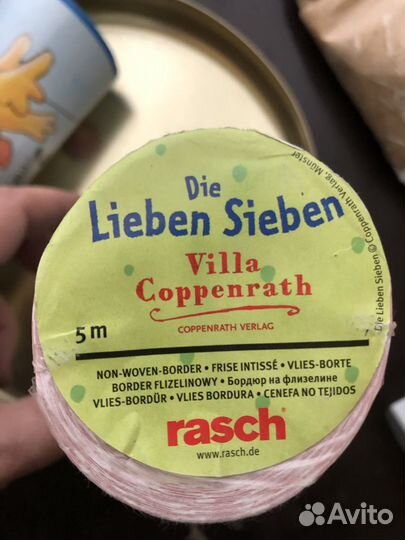 Die
Lieben Sieben
Villa
Coppenrath
COPPENRATH VERLAG
Die Lieben Sieben © Coppenrath Verlag, Münster
5 m
NON-WOVEN-BORDER • FRISE INTISSÉ • VLIES-BORTE
BORDER FLIZELINOWY • Бордюр на флизелине
VLIES-BORDÜR • VLIES BORDURA • CENEFA NO TEJIDOS
rasch®
www.rasch.de
Avito